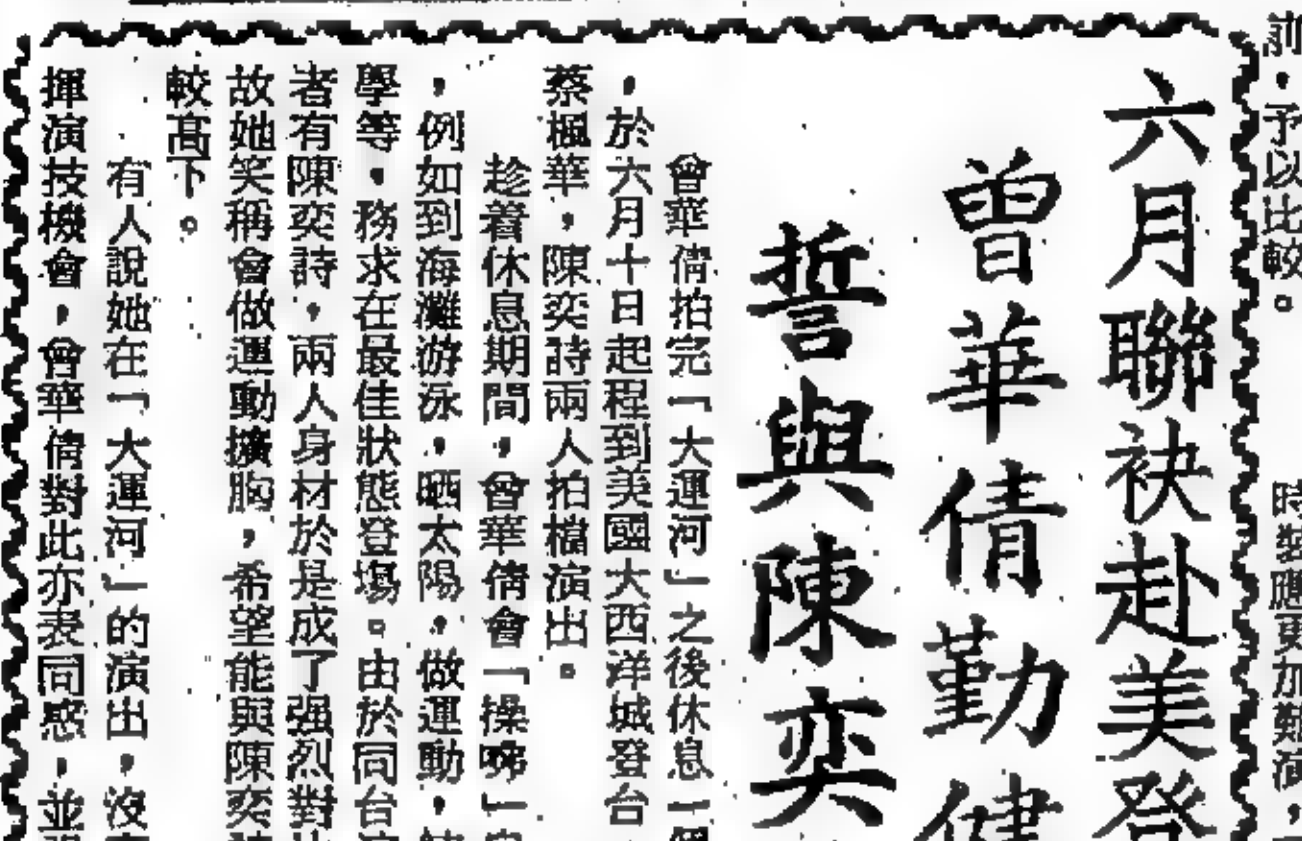 前，予以比較。
時裝應更加難演，
六月聯袂赴美登
曾華倩勤健
誓與陳奕
曾華倩拍完「大運河」之後休息一個
，於六月十日起程到美國大西洋城登台
蔡楓華，陳奕詩兩人拍檔演出。
趁着休息期間，曾華倩會「操嘜」
，例如到海灘游泳，晒太陽，做運動，
學等，務求在最佳狀態登場。由於同台
者有陳奕詩，兩人身材於是成了强烈對比
故她笑稱會做運動擴胸，希望能與陳奕詩
較高下。
有人說她在「大運河」的演出，沒
揮演技機會，曾華倩對此亦表同感，並